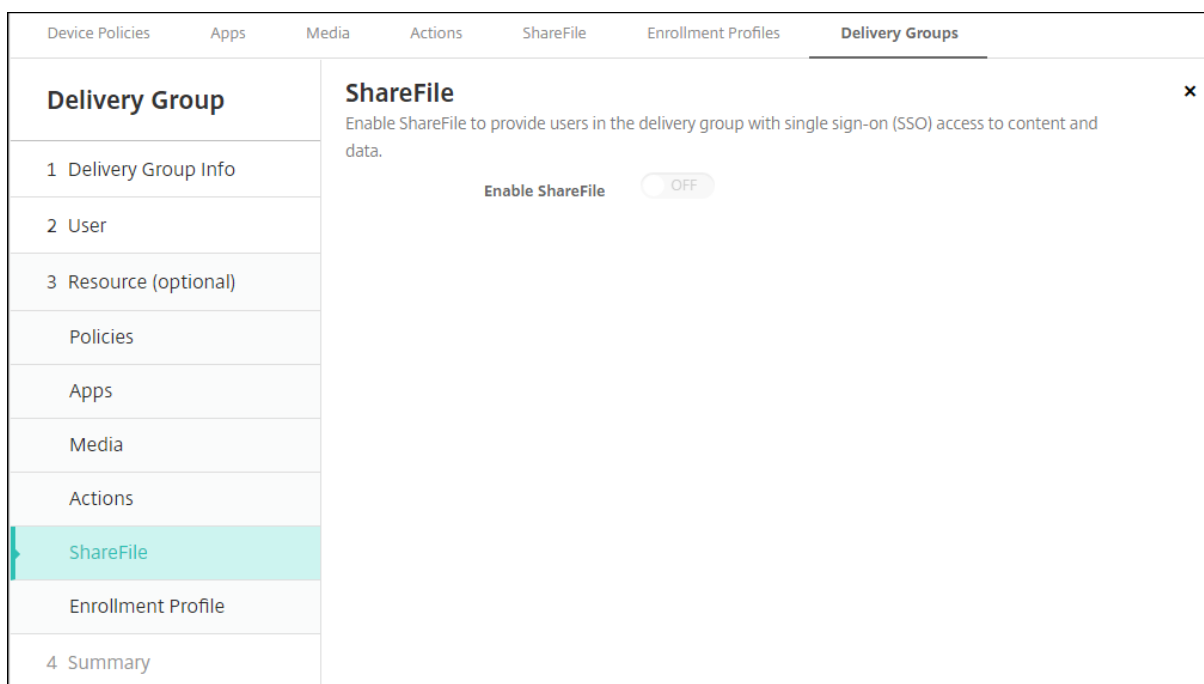 Device Policies Apps Media Actions ShareFile Enrollment Profiles Delivery Groups
Delivery Group
1 Delivery Group Info
2 User
3 Resource (optional)
Policies
Apps
Media
Actions
ShareFile
Enrollment Profile
4 Summary
ShareFile
Enable ShareFile to provide users in the delivery group with single sign-on (SSO) access to content and
data.
Enable ShareFile OFF